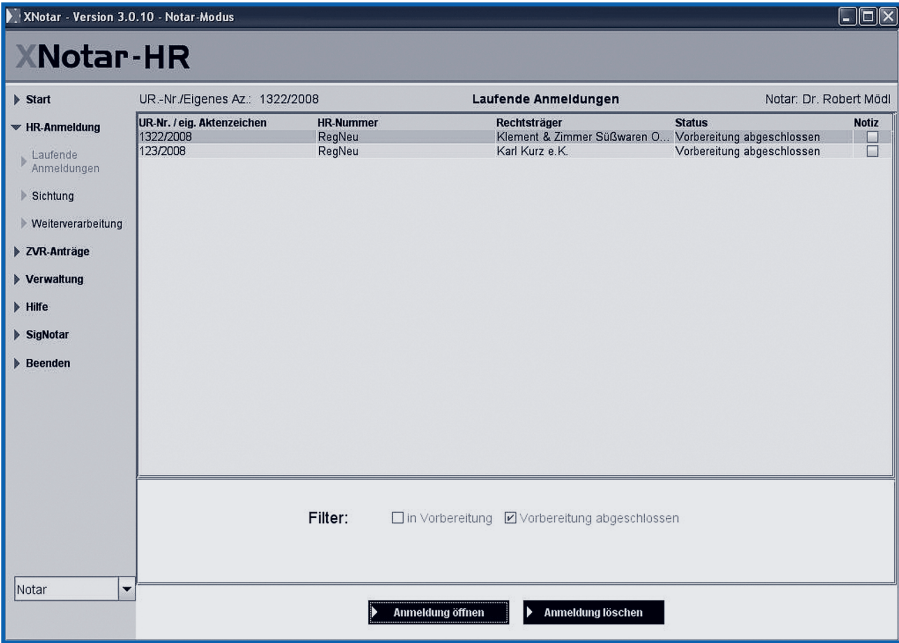 XNotar - Version 3.0.10 - Notar-Modus
XNotar-HR
Start
HR-Anmeldung
Laufende
Anmeldungen
Sichtung
Weiterverarbeitung
ZVR-Anträge
Verwaltung
Hilfe
SigNotar
Beenden
Notar
UR.-Nr./Eigenes Az.: 1322/2008 Laufende Anmeldungen Notar: Dr. Robert Mödl
UR-Nr. / eig. Aktenzeichen HR-Nummer Rechtsträger Status Notiz
1322/2008 RegNeu Klement & Zimmer Süßwaren O... Vorbereitung abgeschlossen
123/2008 RegNeu Karl Kurz e.K. Vorbereitung abgeschlossen
Filter: in Vorbereitung Vorbereitung abgeschlossen
Anmeldung öffnen Anmeldung löschen